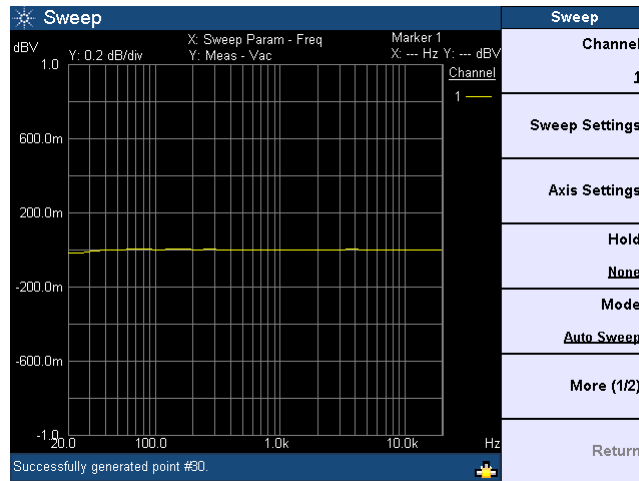 Sweep
dBV
Y: 0.2 dB/div
X: Sweep Param - Freq
Y: Meas - Vac
Marker 1
X: --- Hz Y: --- dBV
Channel
1
1.0
600.0m
200.0m
-200.0m
-600.0m
-1.0
20.0
100.0
1.0k
10.0k
Hz
Successfully generated point #30.
Sweep
Channel
1
Sweep Settings
Axis Settings
Hold
None
Mode
Auto Sweep
More (1/2)
Return